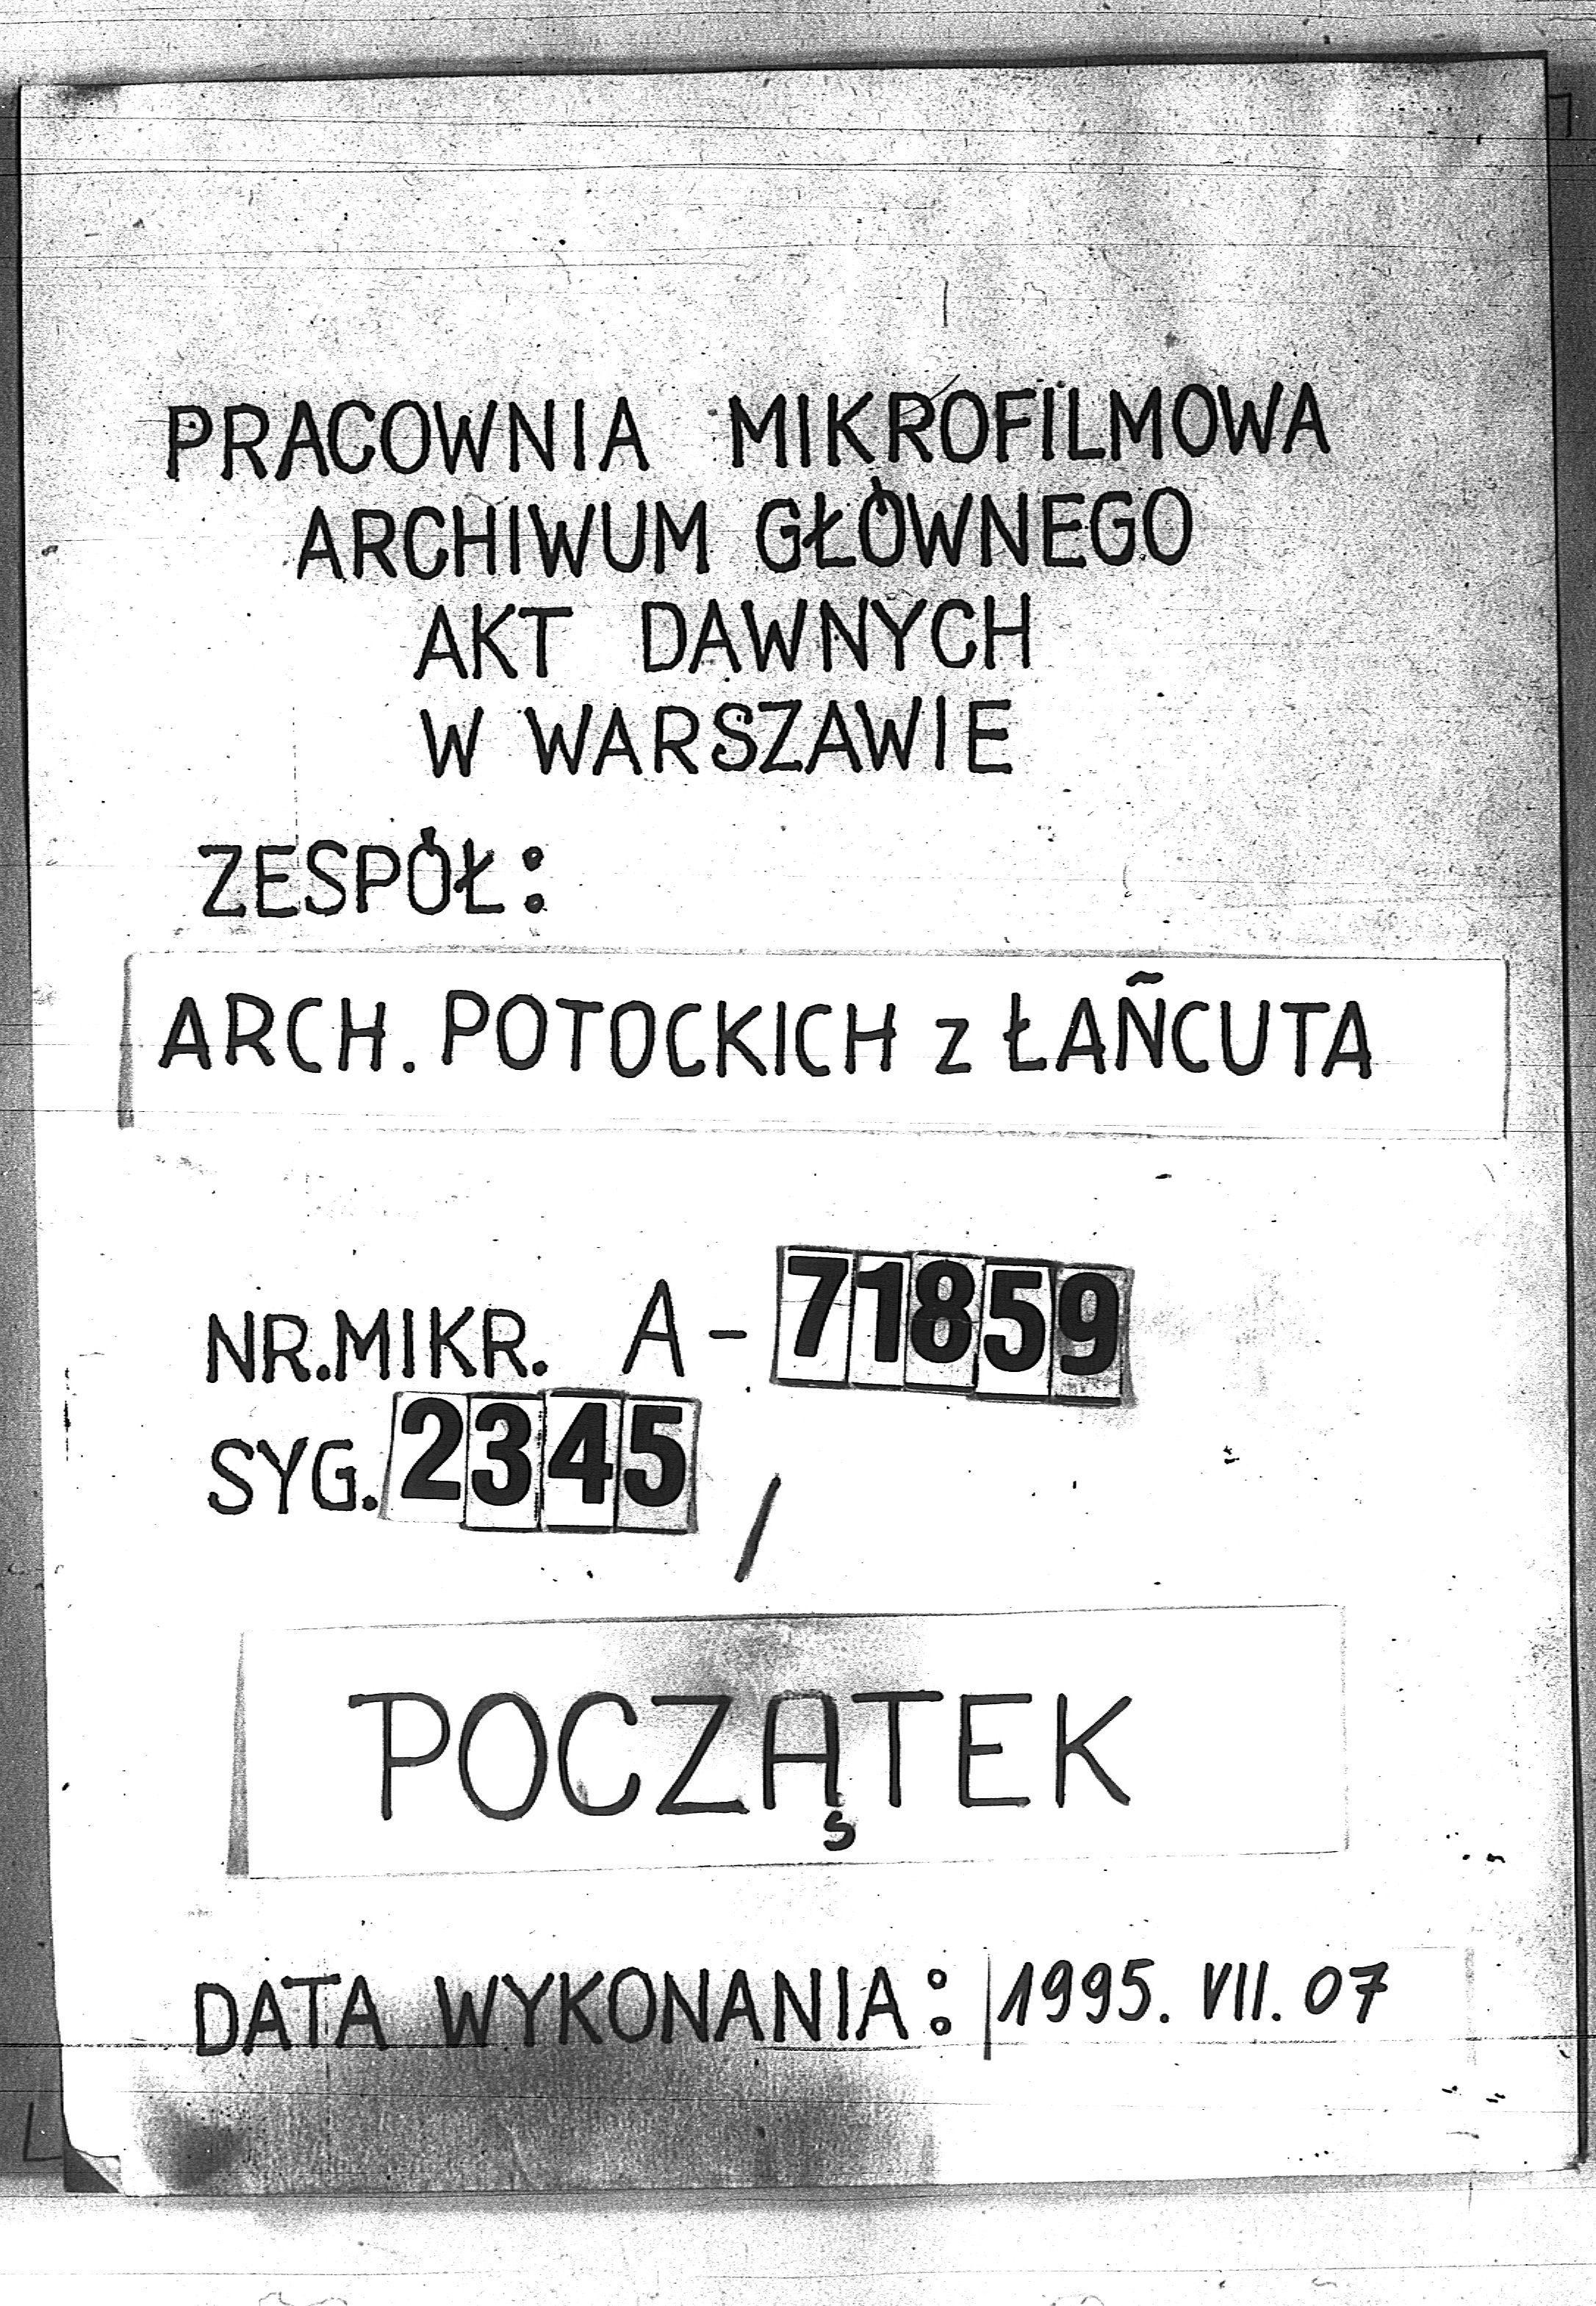 PRACOWNIA MIKROFILMOWA
ARCHIWUM GŁÓWNEGO
AKT DAWNYCH
W WARSZAWIE
ZESPÓŁ:
ARCH. POTOCKICH z ŁAŃCUTA
NR.MIKR. A-71859
SYG. 2345 /
POCZĄTEK
DATA WYKONANIA: 1995. VII. 07